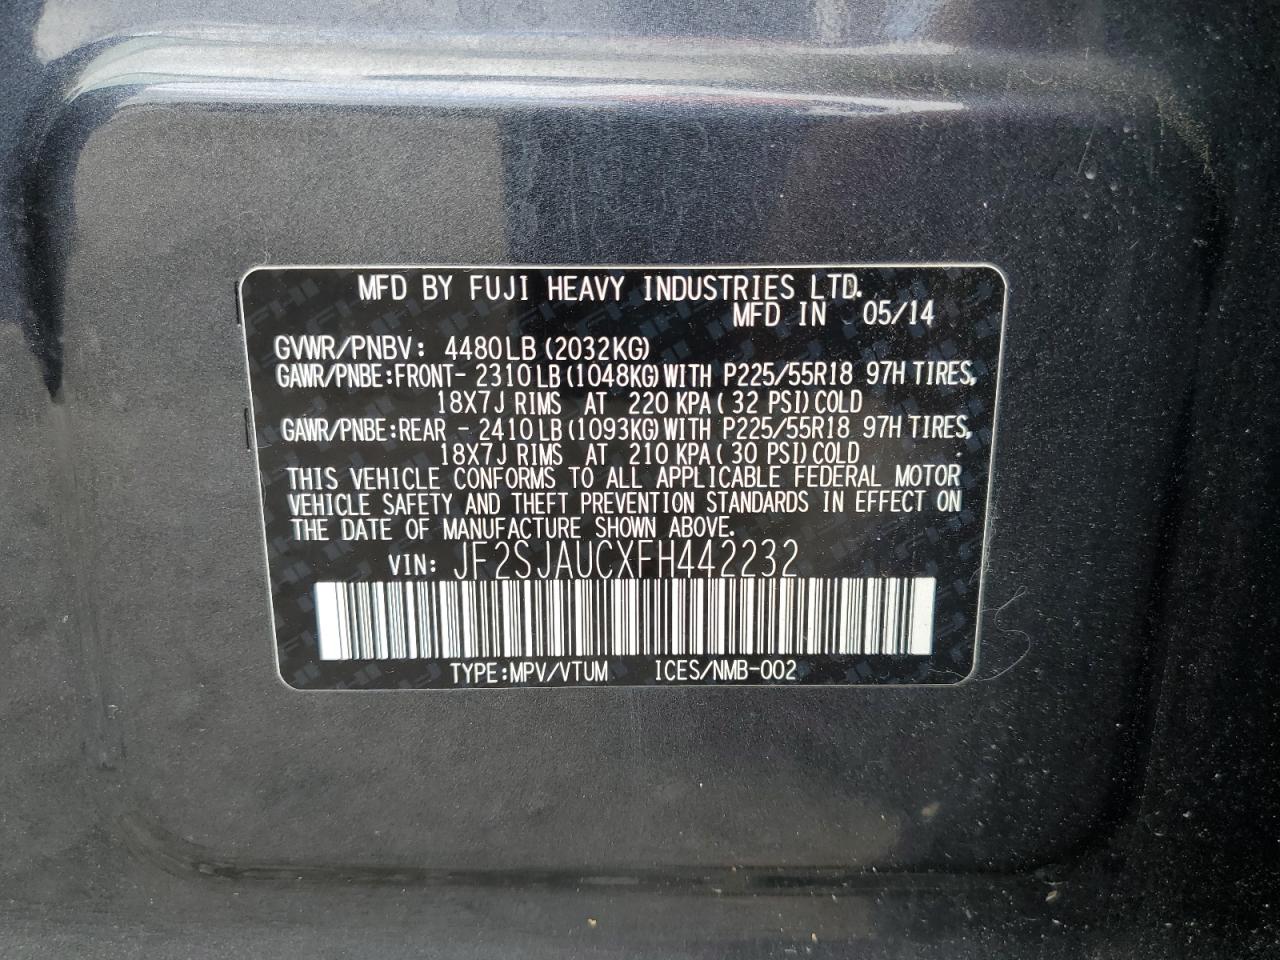 MFD BY FUJI HEAVY INDUSTRIES LTD.
MFD IN 05/14
GVWR/PNBV: 4480LB(2032KG)
GAWR/PNBE:FRONT- 2310LB(1048KG)WITH P225/55R18 97H TIRES,
18X7J RIMS AT 220 KPA(32 PSI)COLD
GAWR/PNBE:REAR - 2410LB(1093KG)WITH P225/55R18 97H TIRES,
18X7J RIMS AT 210 KPA(30 PSI)COLD
THIS VEHICLE CONFORMS TO ALL APPLICABLE FEDERAL MOTOR
VEHICLE SAFETY AND THEFT PREVENTION STANDARDS IN EFFECT ON
THE DATE OF MANUFACTURE SHOWN ABOVE.
VIN: JF2SJAUCXFH442232
TYPE:MPV/VTUM ICES/NMB-002